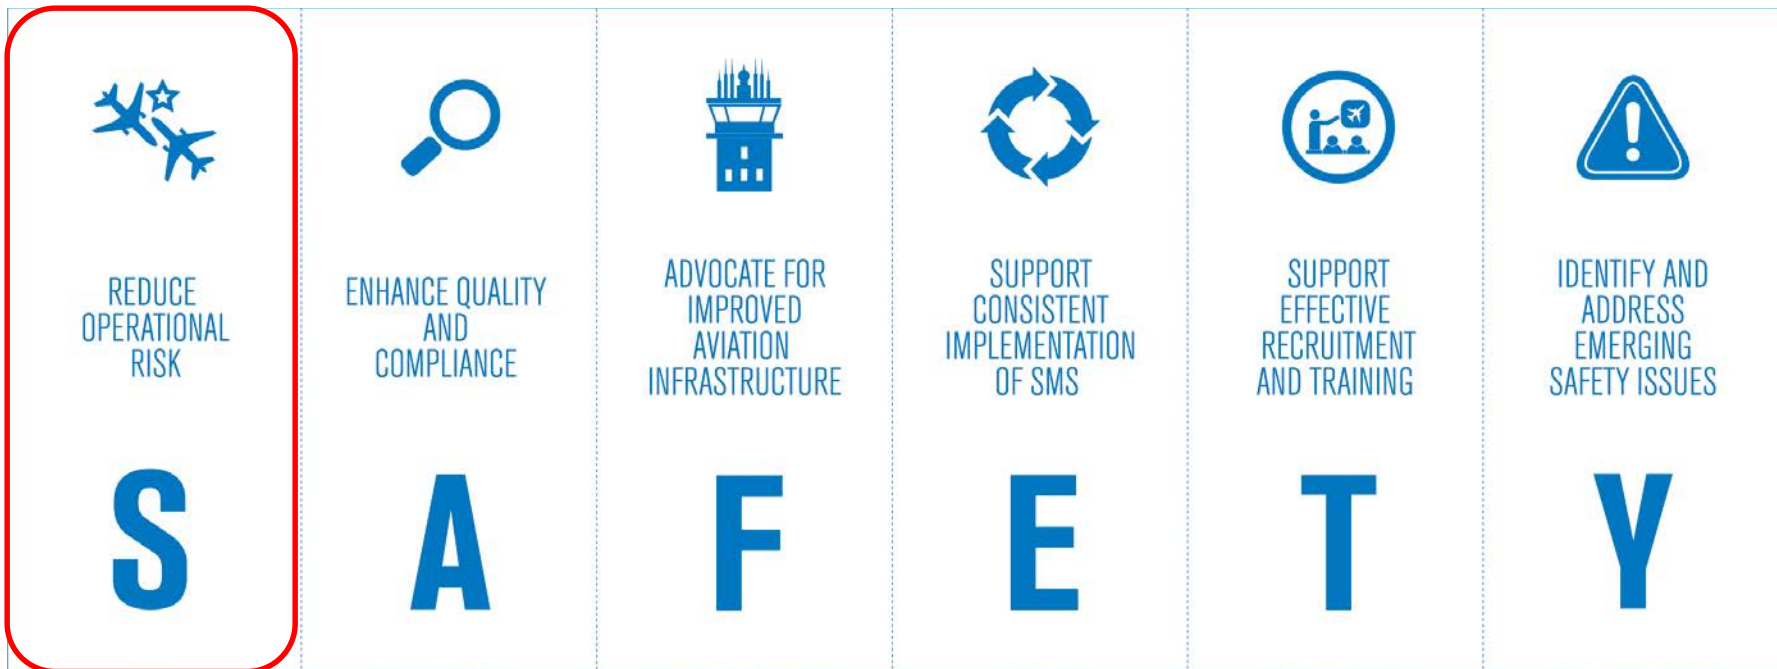 REDUCE
OPERATIONAL
RISK
S
ENHANCE QUALITY
AND
COMPLIANCE
A
ADVOCATE FOR
IMPROVED
AVIATION
INFRASTRUCTURE
F
SUPPORT
CONSISTENT
IMPLEMENTATION
OF SMS
E
SUPPORT
EFFECTIVE
RECRUITMENT
AND TRAINING
T
IDENTIFY AND
ADDRESS
EMERGING
SAFETY ISSUES
Y